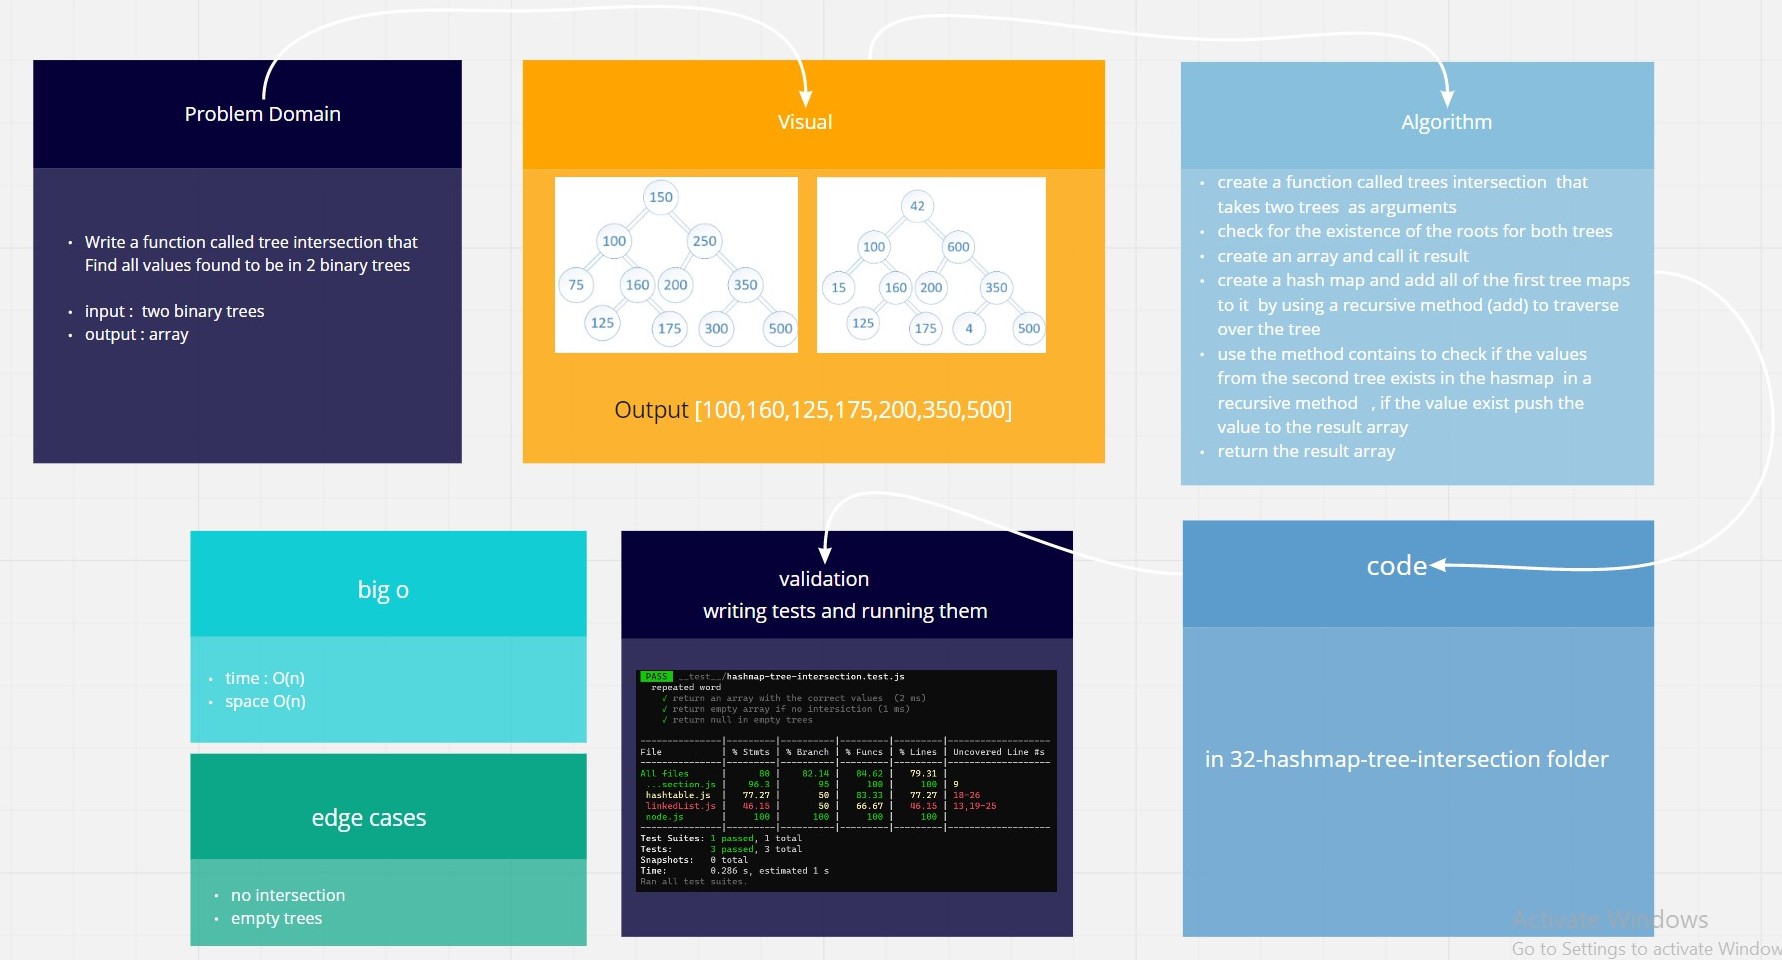 Problem Domain
• Write a function called tree intersection that
Find all values found to be in 2 binary trees
• input : two binary trees
• output : array
Visual
150
100 250
75 160 200 350
125 175 300 500
42
100 600
15 160 200 350
125 175 4 500
Output [100,160,125,175,200,350,500]
Algorithm
• create a function called trees intersection that
takes two trees as arguments
• check for the existence of the roots for both trees
• create an array and call it result
• create a hash map and add all of the first tree maps
to it by using a recursive method (add) to traverse
over the tree
• use the method contains to check if the values
from the second tree exists in the hasmap in a
recursive method , if the value exist push the
value to the result array
• return the result array
big o
• time : O(n)
• space O(n)
edge cases
• no intersection
• empty trees
validation
writing tests and running them
PASS __test__/hashmap-tree-intersection.test.js
repeated word
√ return an array with the correct values (2 ms)
√ return empty array if no intersiction (1 ms)
√ return null in empty trees
File | % Stmts | % Branch | % Funcs | % Lines | Uncovered Line #s
All files | 80 | 82.14 | 84.62 | 79.31 |
...section.js | 96.3 | 95 | 100 | 100 | 9
hashtable.js | 77.27 | 50 | 83.33 | 77.27 | 18-26
linkedList.js | 46.15 | 50 | 66.67 | 46.15 | 13,19-25
node.js | 100 | 100 | 100 | 100 |
Test Suites: 1 passed, 1 total
Tests: 3 passed, 3 total
Snapshots: 0 total
Time: 0.286 s, estimated 1 s
Ran all test suites.
code
in 32-hashmap-tree-intersection folder
Activate Windows
Go to Settings to activate Window